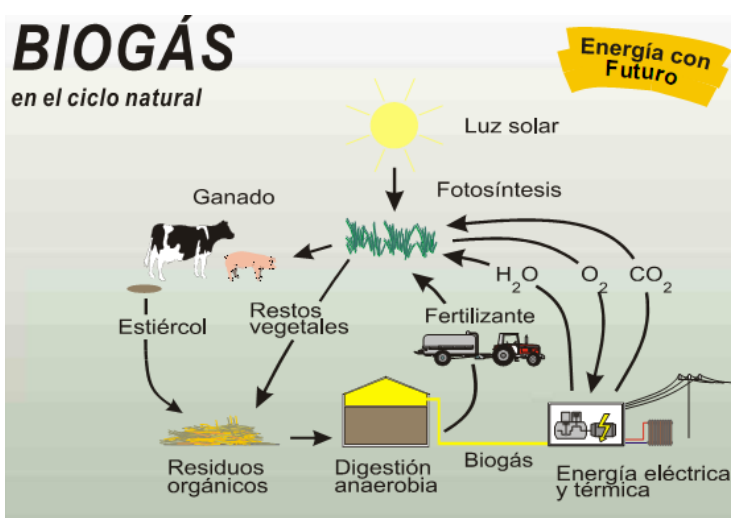 BIOGÁS
en el ciclo natural
Energía con
Futuro
Luz solar
Fotosíntesis
Ganado
H2O
O2
CO2
Estiércol
Restos
vegetales
Fertilizante
Residuos
orgánicos
Digestión
anaerobia
Biogás
Energía eléctrica
y térmica